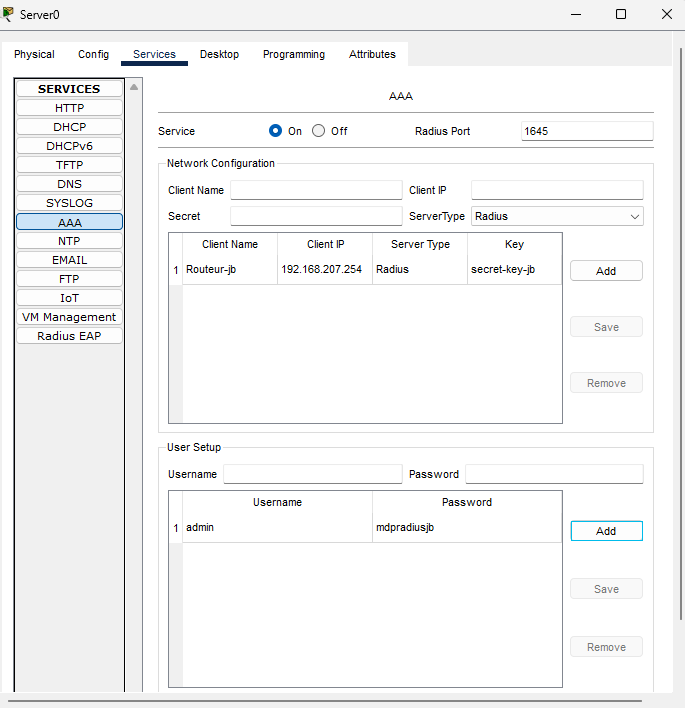 Server0
Physical Config Services Desktop Programming Attributes
SERVICES
HTTP
DHCP
DHCPv6
TFTP
DNS
SYSLOG
AAA
NTP
EMAIL
FTP
IoT
VM Management
Radius EAP
AAA
Service On Off Radius Port 1645
Network Configuration
Client Name Client IP
Secret ServerType Radius
Client Name Client IP Server Type Key
1 Routeur-jb 192.168.207.254 Radius secret-key-jb
Add
Save
Remove
User Setup
Username Password
Username Password
1 admin mdpradiusjb
Add
Save
Remove